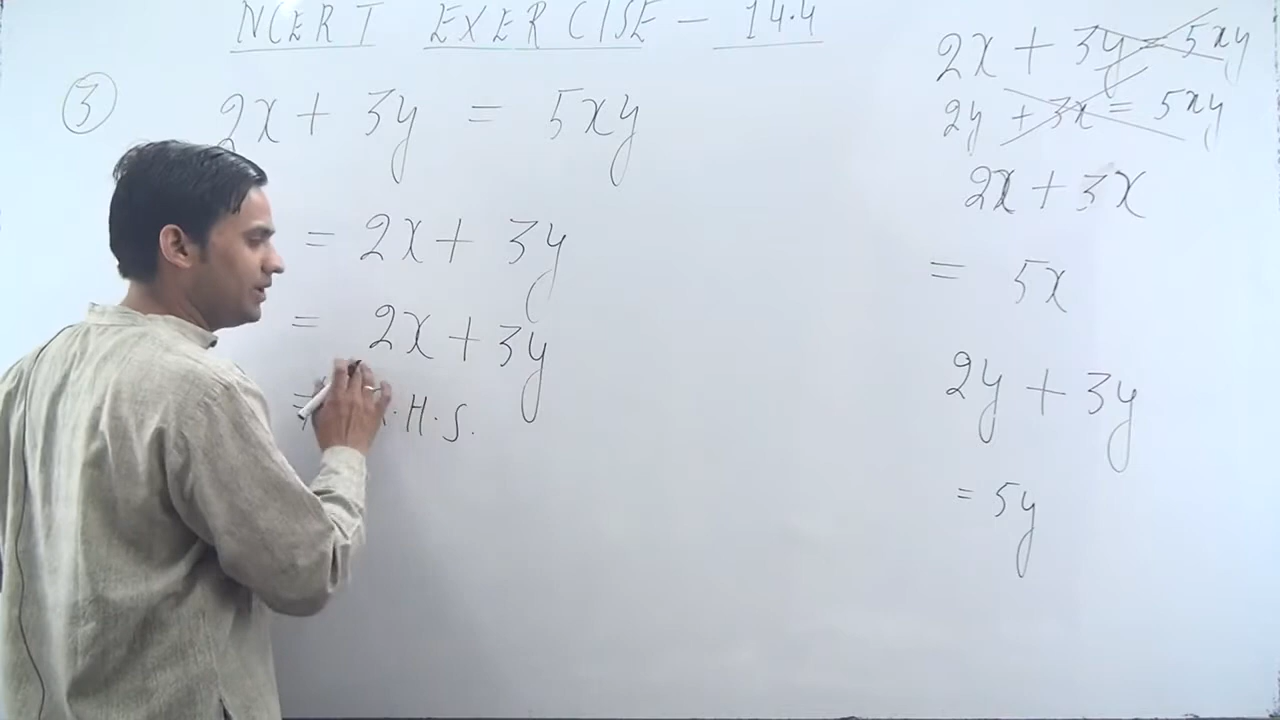 NCERT EXERCISE - 14.4
③ 2x + 3y = 5xy
= 2x + 3y
= 2x + 3y
.H.S.
2x + 3y = 5xy
2y + 3x = 5xy
2x + 3x
= 5x
2y + 3y
= 5y